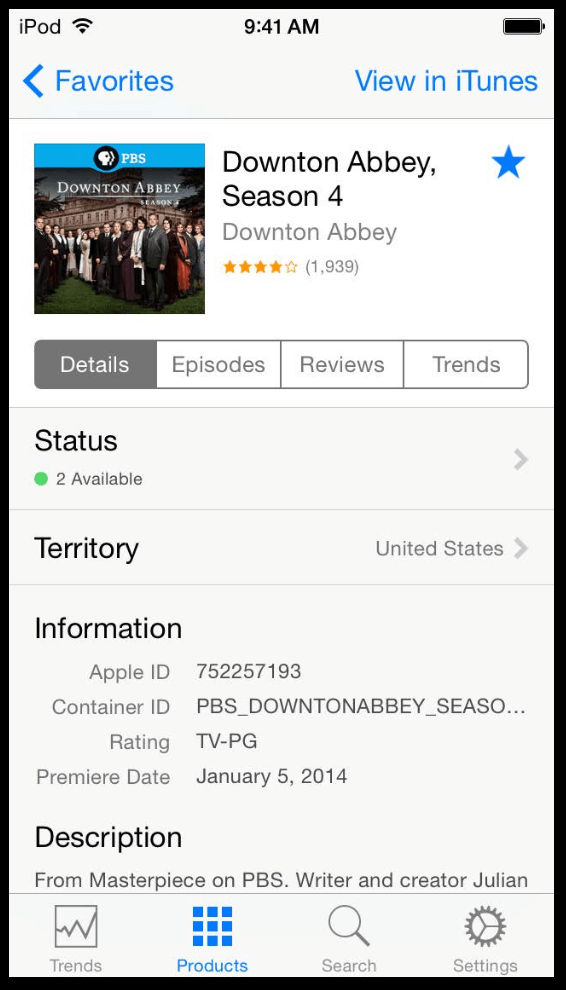 iPod 9:41 AM
Favorites View in iTunes
PBS
DOWNTON ABBEY
SEASON 4
Downton Abbey,
Season 4
Downton Abbey
(1,939)
Details Episodes Reviews Trends
Status
2 Available
Territory United States
Information
Apple ID 752257193
Container ID PBS_DOWNTONABBEY_SEASO...
Rating TV-PG
Premiere Date January 5, 2014
Description
From Masterpiece on PBS. Writer and creator Julian
Trends Products Search Settings